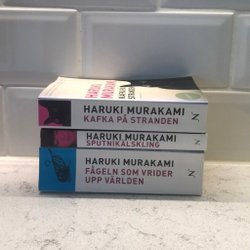 HARUKI MURAKAMI
KAFKA PÅ STRANDEN
N
HARUKI MURAKAMI
SPUTNIKÄLSKLING
N
HARUKI MURAKAMI
FÅGELN SOM VRIDER
UPP VÄRLDEN
N